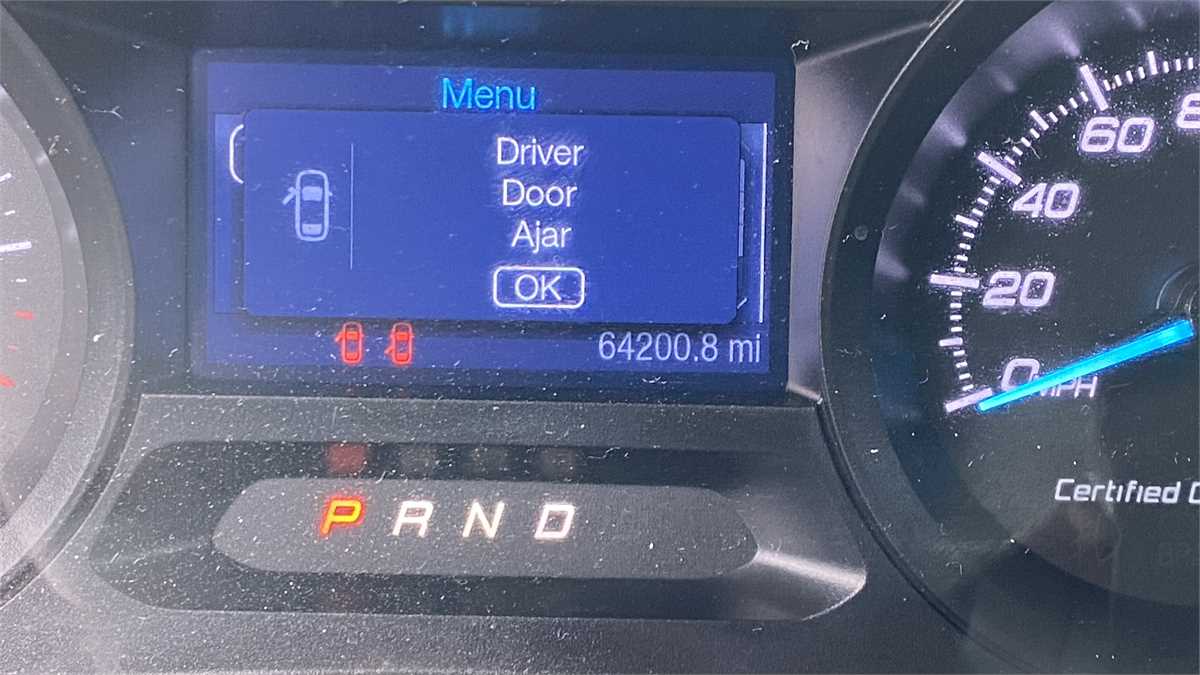 Menu
Driver
Door
Ajar
OK
64200.8 mi
P R N D
60
40
20
0
MPH
Certified